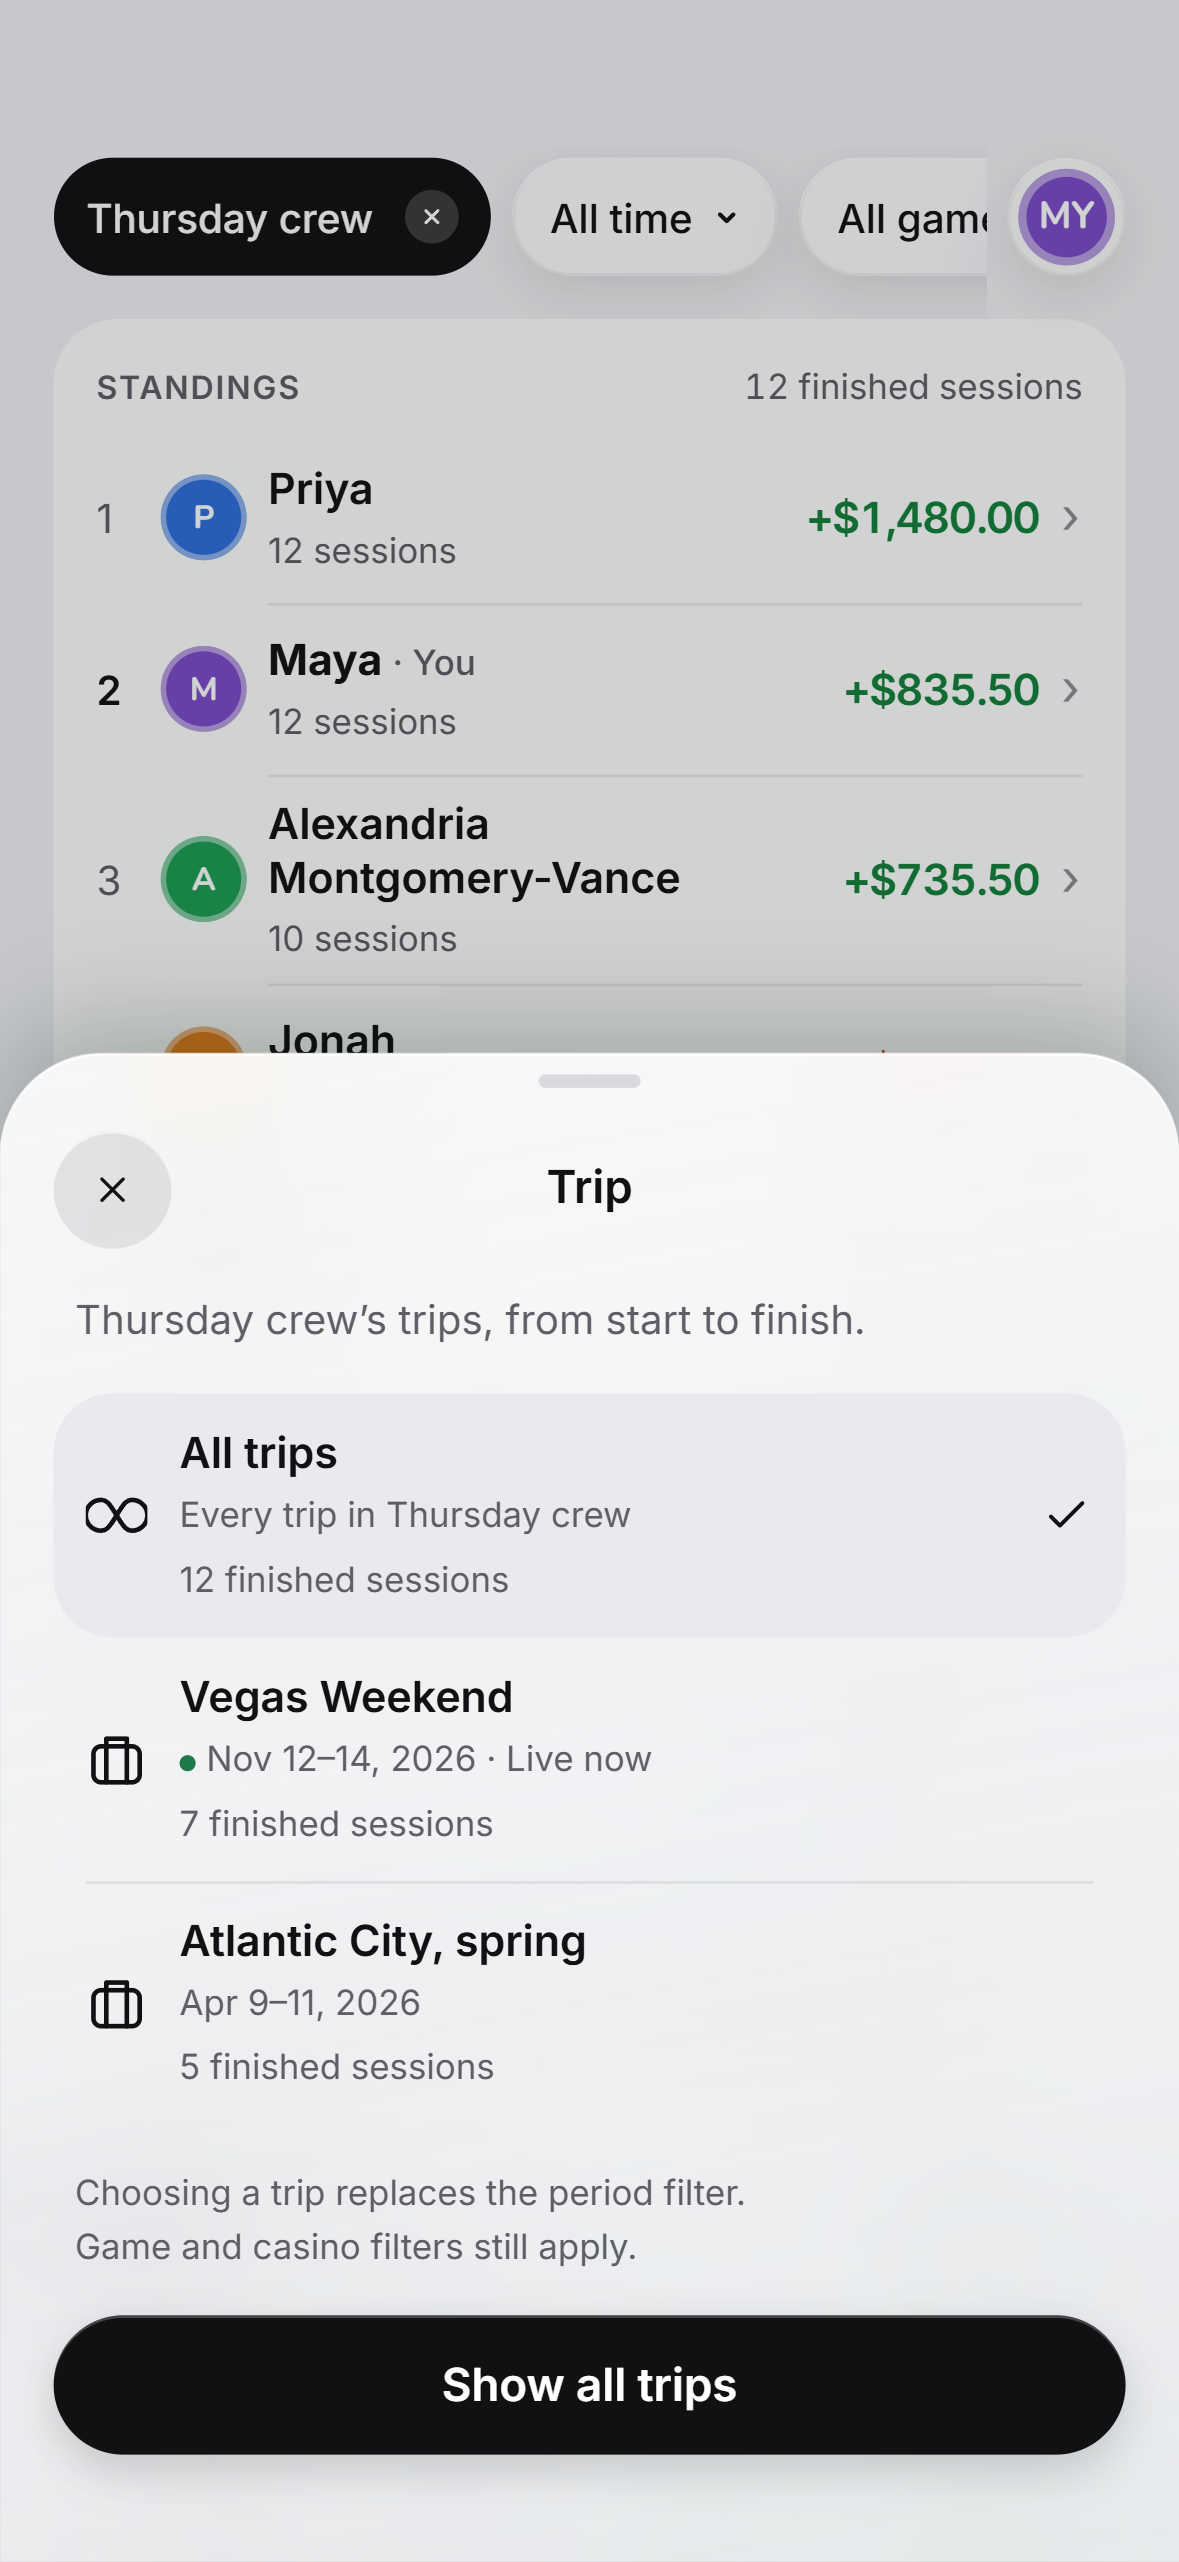 Thursday crew
All time
All game
MY
STANDINGS
12 finished sessions
1
P
Priya
12 sessions
+$1,480.00
2
M
Maya · You
12 sessions
+$835.50
3
A
Alexandria
Montgomery-Vance
10 sessions
+$735.50
Jonah
Trip
Thursday crew’s trips, from start to finish.
All trips
Every trip in Thursday crew
12 finished sessions
Vegas Weekend
Nov 12–14, 2026 · Live now
7 finished sessions
Atlantic City, spring
Apr 9–11, 2026
5 finished sessions
Choosing a trip replaces the period filter.
Game and casino filters still apply.
Show all trips